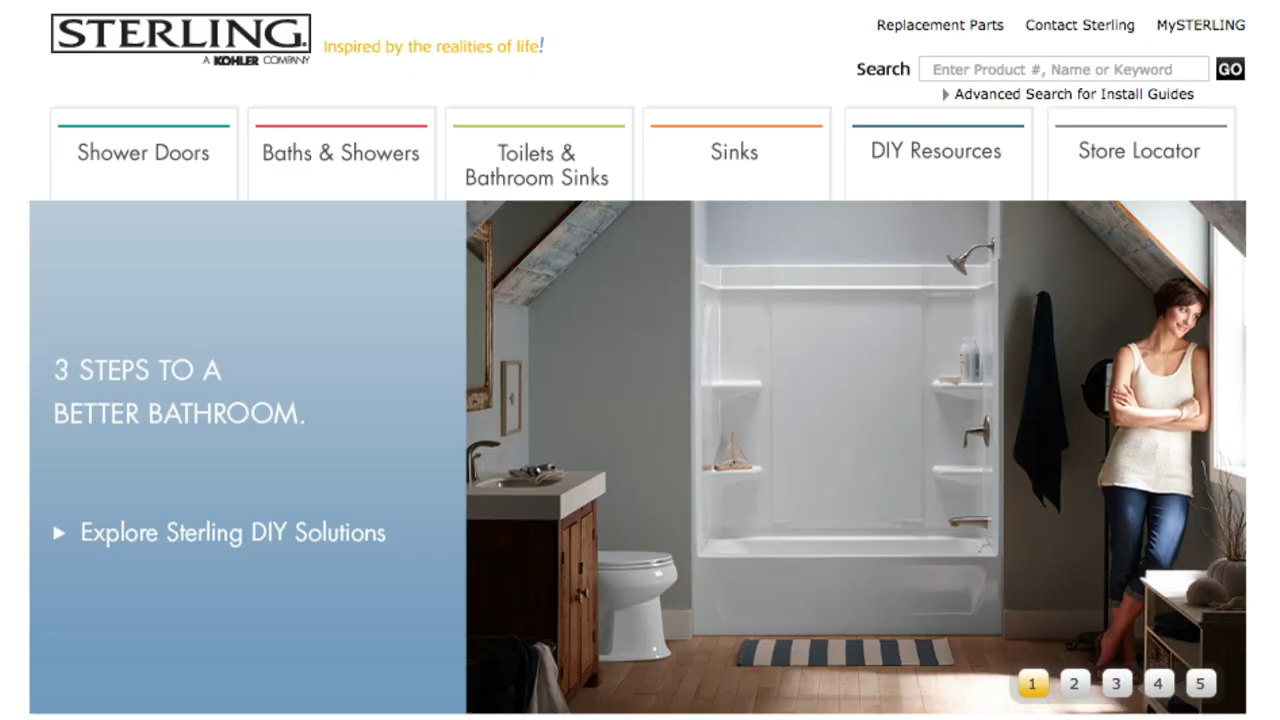 STERLING.
A KOHLER COMPANY
Inspired by the realities of life!
Replacement Parts Contact Sterling MySTERLING
Search Enter Product #, Name or Keyword GO
Advanced Search for Install Guides
Shower Doors
Baths & Showers
Toilets &
Bathroom Sinks
Sinks
DIY Resources
Store Locator
3 STEPS TO A
BETTER BATHROOM.
Explore Sterling DIY Solutions
1 2 3 4 5